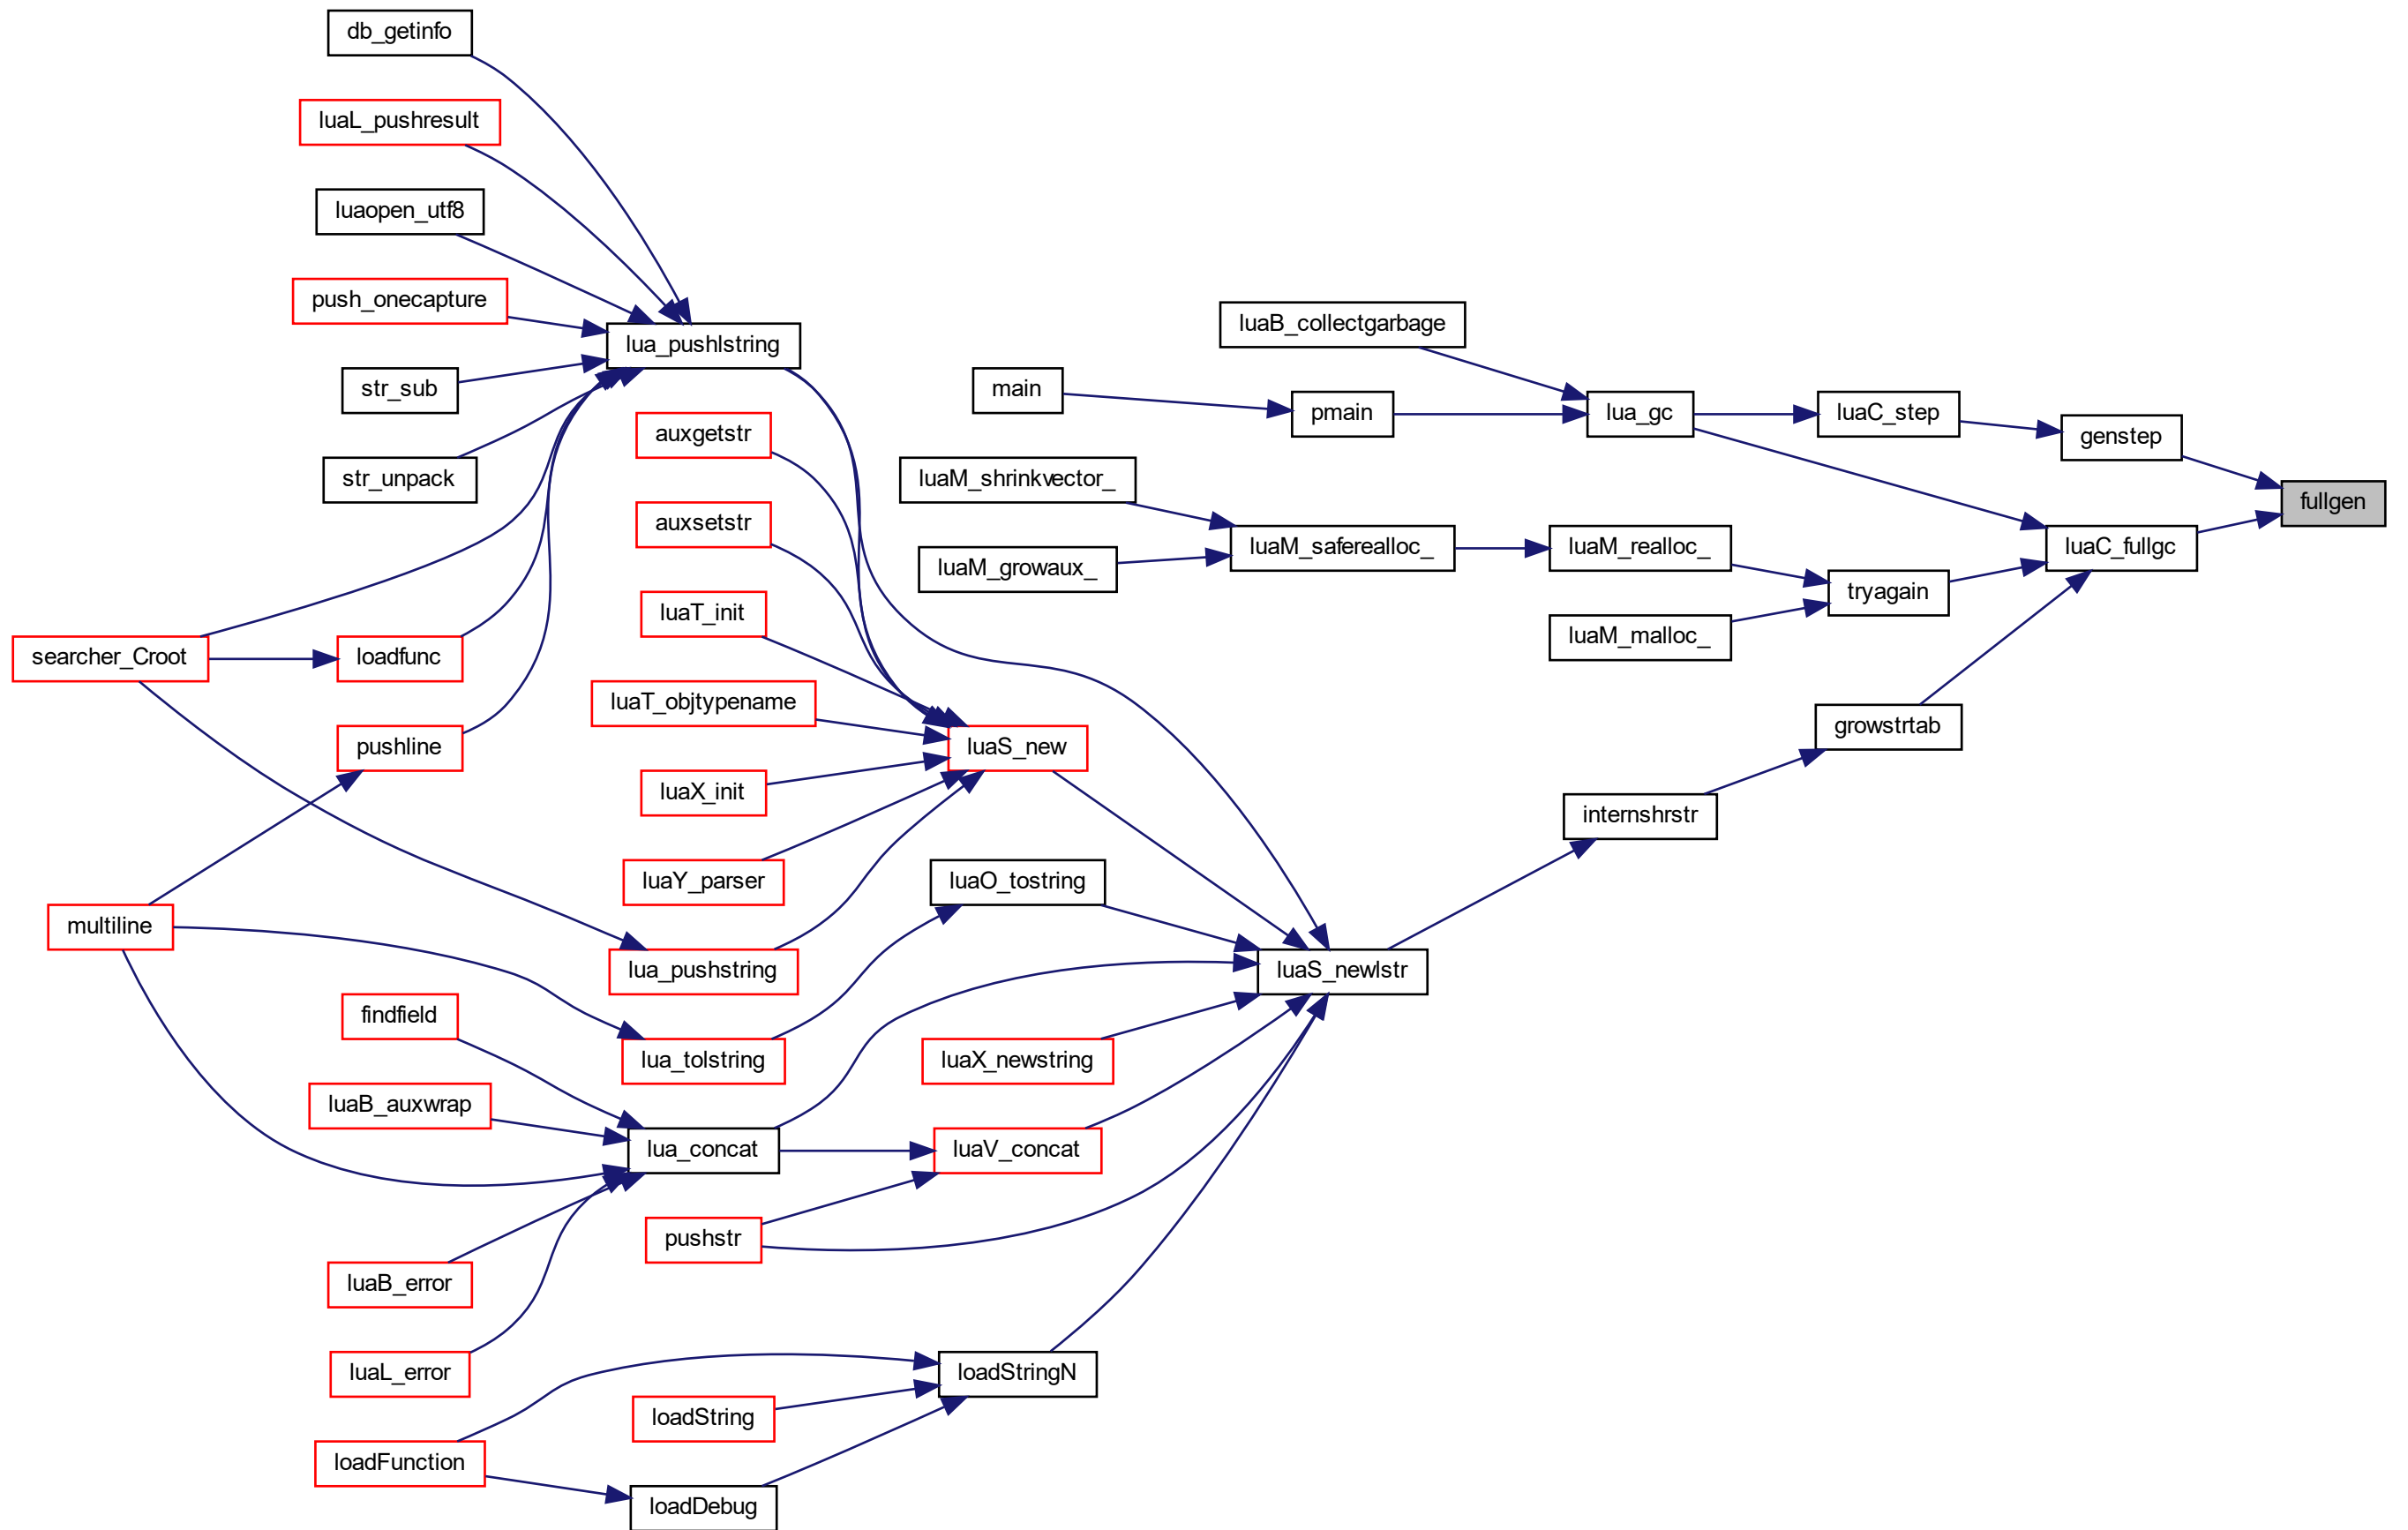 db_getinfo
luaL_pushresult
luaopen_utf8
push_onecapture
luaB_collectgarbage
lua_pushlstring
str_sub
main
pmain
lua_gc
luaC_step
genstep
auxgetstr
str_unpack
luaM_shrinkvector_
fullgen
auxsetstr
luaM_saferealloc_
luaM_realloc_
luaC_fullgc
luaM_growaux_
tryagain
luaT_init
luaM_malloc_
searcher_Croot
loadfunc
luaT_objtypename
growstrtab
pushline
luaS_new
luaX_init
internshrstr
luaY_parser
luaO_tostring
multiline
lua_pushstring
luaS_newlstr
findfield
lua_tolstring
luaX_newstring
luaB_auxwrap
lua_concat
luaV_concat
pushstr
luaB_error
luaL_error
loadStringN
loadString
loadFunction
loadDebug